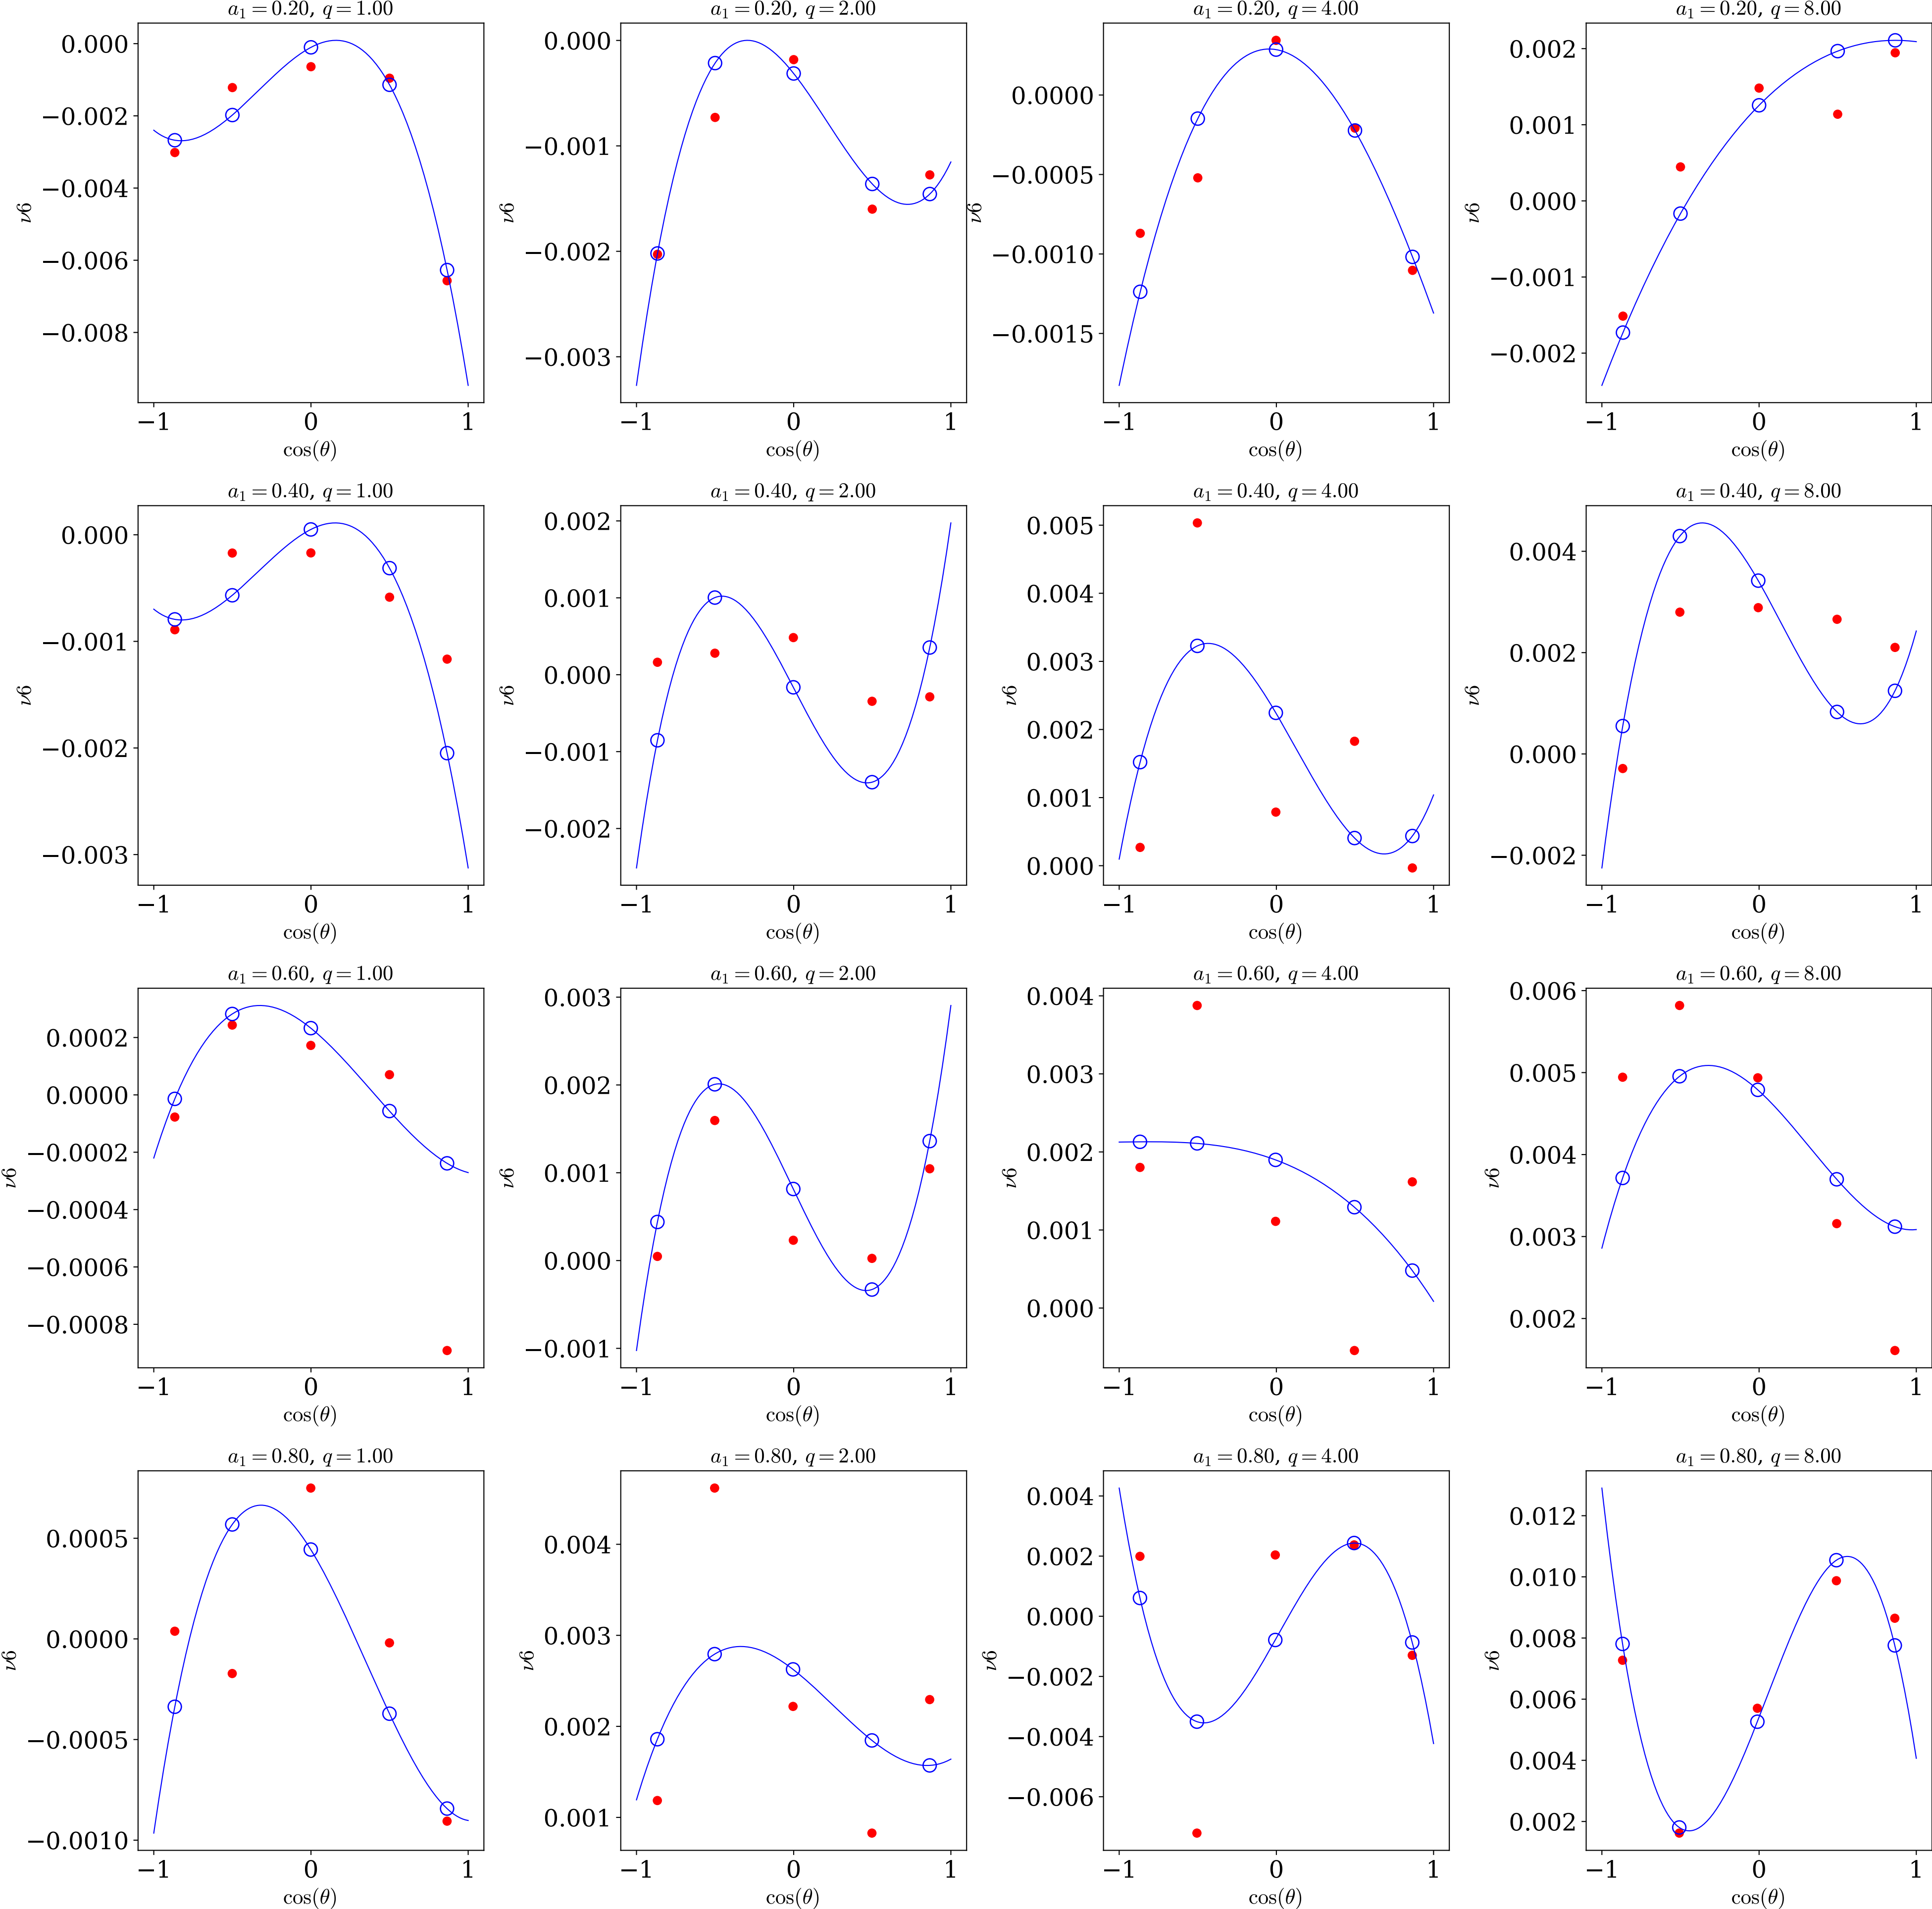 a₁ = 0.20, q = 1.00
0.000
−0.002
−0.004
−0.006
−0.008
ν6
−1 0 1
cos(θ)
a₁ = 0.20, q = 2.00
0.000
−0.001
−0.002
−0.003
ν6
−1 0 1
cos(θ)
a₁ = 0.20, q = 4.00
0.0000
−0.0005
−0.0010
−0.0015
ν6
−1 0 1
cos(θ)
a₁ = 0.20, q = 8.00
0.002
0.001
0.000
−0.001
−0.002
ν6
−1 0 1
cos(θ)
a₁ = 0.40, q = 1.00
0.000
−0.001
−0.002
−0.003
ν6
−1 0 1
cos(θ)
a₁ = 0.40, q = 2.00
0.002
0.001
0.000
−0.001
−0.002
ν6
−1 0 1
cos(θ)
a₁ = 0.40, q = 4.00
0.005
0.004
0.003
0.002
0.001
0.000
ν6
−1 0 1
cos(θ)
a₁ = 0.40, q = 8.00
0.004
0.002
0.000
−0.002
ν6
−1 0 1
cos(θ)
a₁ = 0.60, q = 1.00
0.0002
0.0000
−0.0002
−0.0004
−0.0006
−0.0008
ν6
−1 0 1
cos(θ)
a₁ = 0.60, q = 2.00
0.003
0.002
0.001
0.000
−0.001
ν6
−1 0 1
cos(θ)
a₁ = 0.60, q = 4.00
0.004
0.003
0.002
0.001
0.000
ν6
−1 0 1
cos(θ)
a₁ = 0.60, q = 8.00
0.006
0.005
0.004
0.003
0.002
ν6
−1 0 1
cos(θ)
a₁ = 0.80, q = 1.00
0.0005
0.0000
−0.0005
−0.0010
ν6
−1 0 1
cos(θ)
a₁ = 0.80, q = 2.00
0.004
0.003
0.002
0.001
ν6
−1 0 1
cos(θ)
a₁ = 0.80, q = 4.00
0.004
0.002
0.000
−0.002
−0.004
−0.006
ν6
−1 0 1
cos(θ)
a₁ = 0.80, q = 8.00
0.012
0.010
0.008
0.006
0.004
0.002
ν6
−1 0 1
cos(θ)